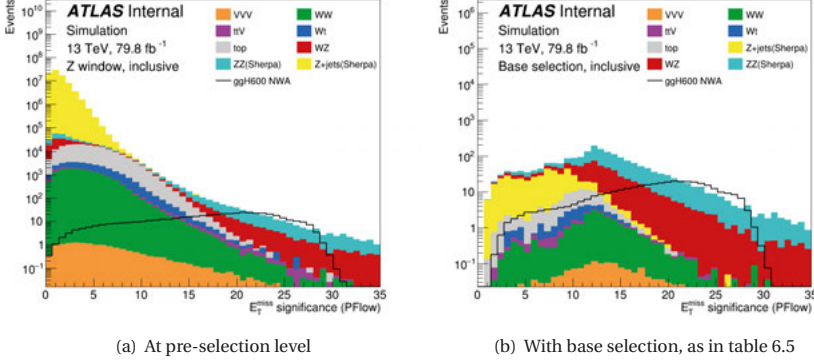 ATLAS Internal
Simulation
13 TeV, 79.8 fb⁻¹
Z window, inclusive
VVV
ttV
top
ZZ(Sherpa)
ggH600 NWA
WW
Wt
WZ
Z+jets(Sherpa)
Events
10¹⁰
10⁹
10⁸
10⁷
10⁶
10⁵
10⁴
10³
10²
10
1
10⁻¹
0 5 10 15 20 25 30 35
E_T^miss significance (PFlow)
(a) At pre-selection level
ATLAS Internal
Simulation
13 TeV, 79.8 fb⁻¹
Base selection, inclusive
VVV
ttV
top
WZ
ggH600 NWA
WW
Wt
Z+jets(Sherpa)
ZZ(Sherpa)
Events
10⁶
10⁵
10⁴
10³
10²
10
1
10⁻¹
0 5 10 15 20 25 30 35
E_T^miss significance (PFlow)
(b) With base selection, as in table 6.5